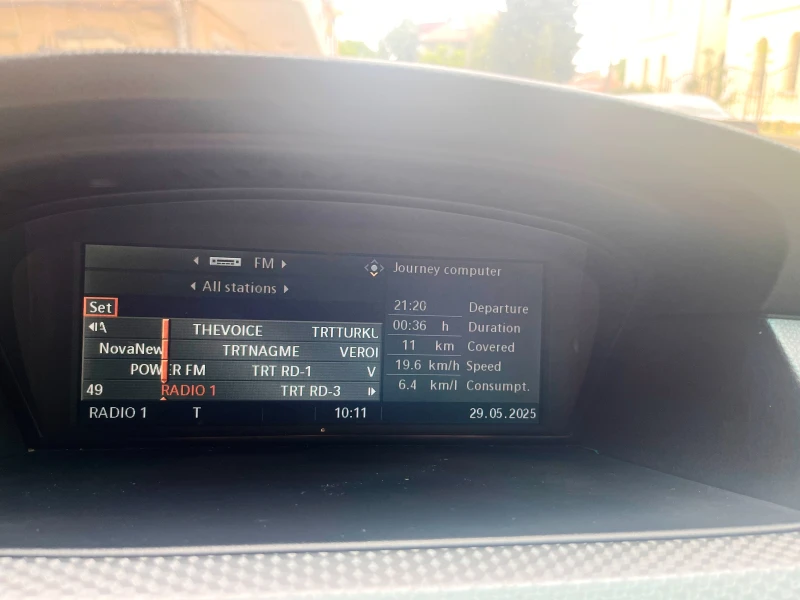 FM
All stations
Set
THEVOICE TRTTURKU
NovaNew TRTNAGME VEROI
POWER FM TRT RD-1 V
49 RADIO 1 TRT RD-3
RADIO 1 T 10:11 29.05.2025
Journey computer
21:20 Departure
00:36 h Duration
11 km Covered
19.6 km/h Speed
6.4 km/l Consumpt.